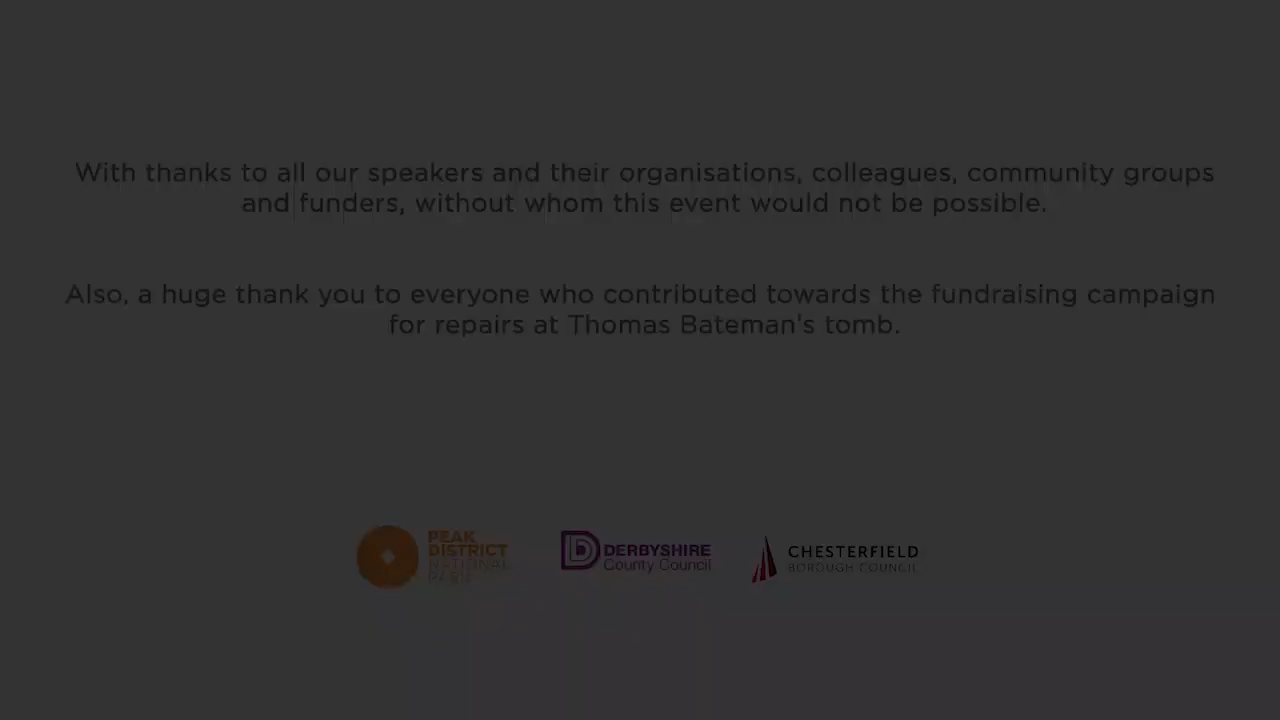 With thanks to all our speakers and their organisations, colleagues, community groups
and funders, without whom this event would not be possible.
Also, a huge thank you to everyone who contributed towards the fundraising campaign
for repairs at Thomas Bateman's tomb.
PEAK
DISTRICT
NATIONAL
PARK
DERBYSHIRE
County Council
CHESTERFIELD
BOROUGH COUNCIL